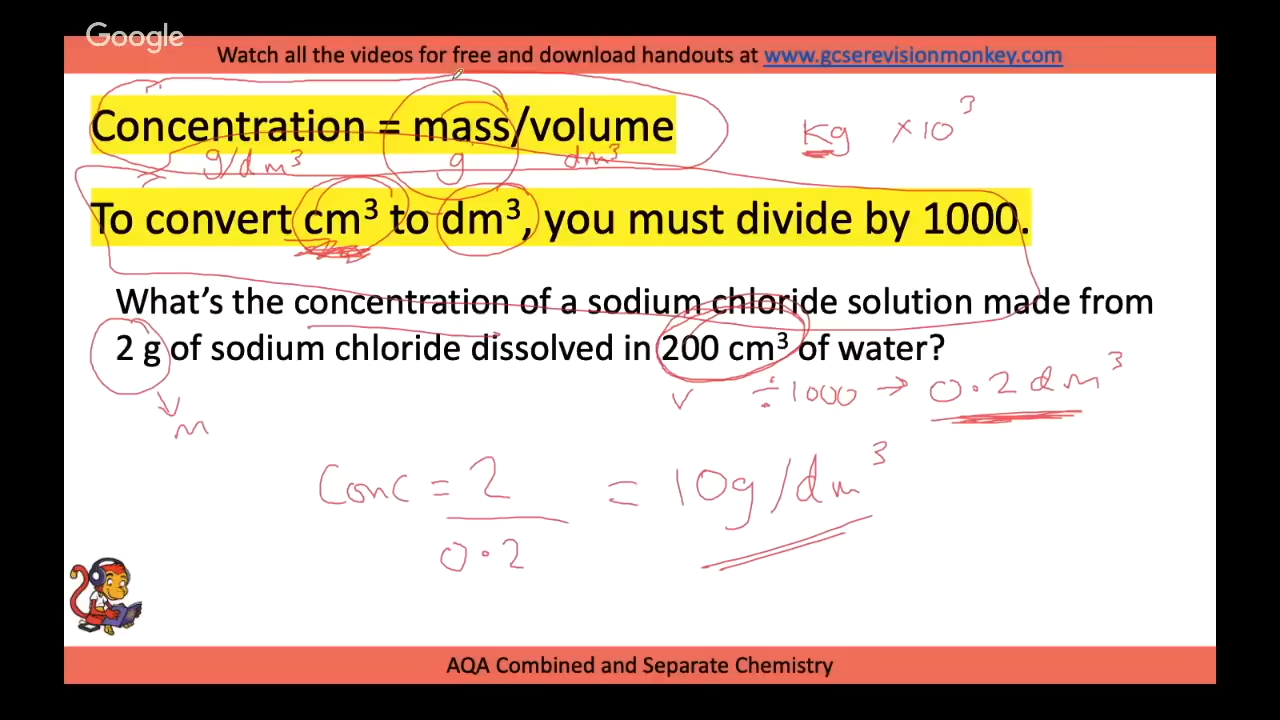 Google
Watch all the videos for free and download handouts at www.gcserevisionmonkey.com
Concentration = mass/volume
Kg ×10³
g/dm³ g dm³
To convert cm³ to dm³, you must divide by 1000.
What's the concentration of a sodium chloride solution made from
2 g of sodium chloride dissolved in 200 cm³ of water?
÷1000 → 0.2 dm³
m v
Conc = 2 = 10g/dm³
0.2
AQA Combined and Separate Chemistry